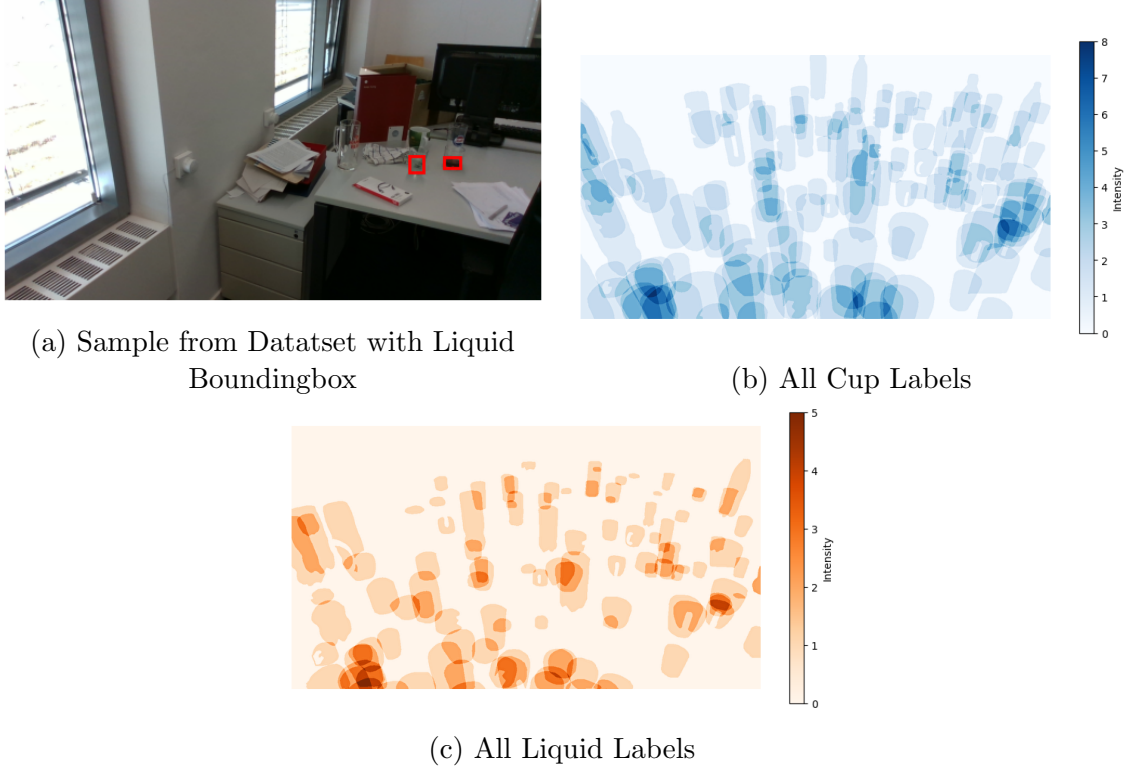 (a) Sample from Datatset with Liquid
Boundingbox
8
7
6
5
4
3
2
1
0
Intensity
(b) All Cup Labels
5
4
3
2
1
0
Intensity
(c) All Liquid Labels